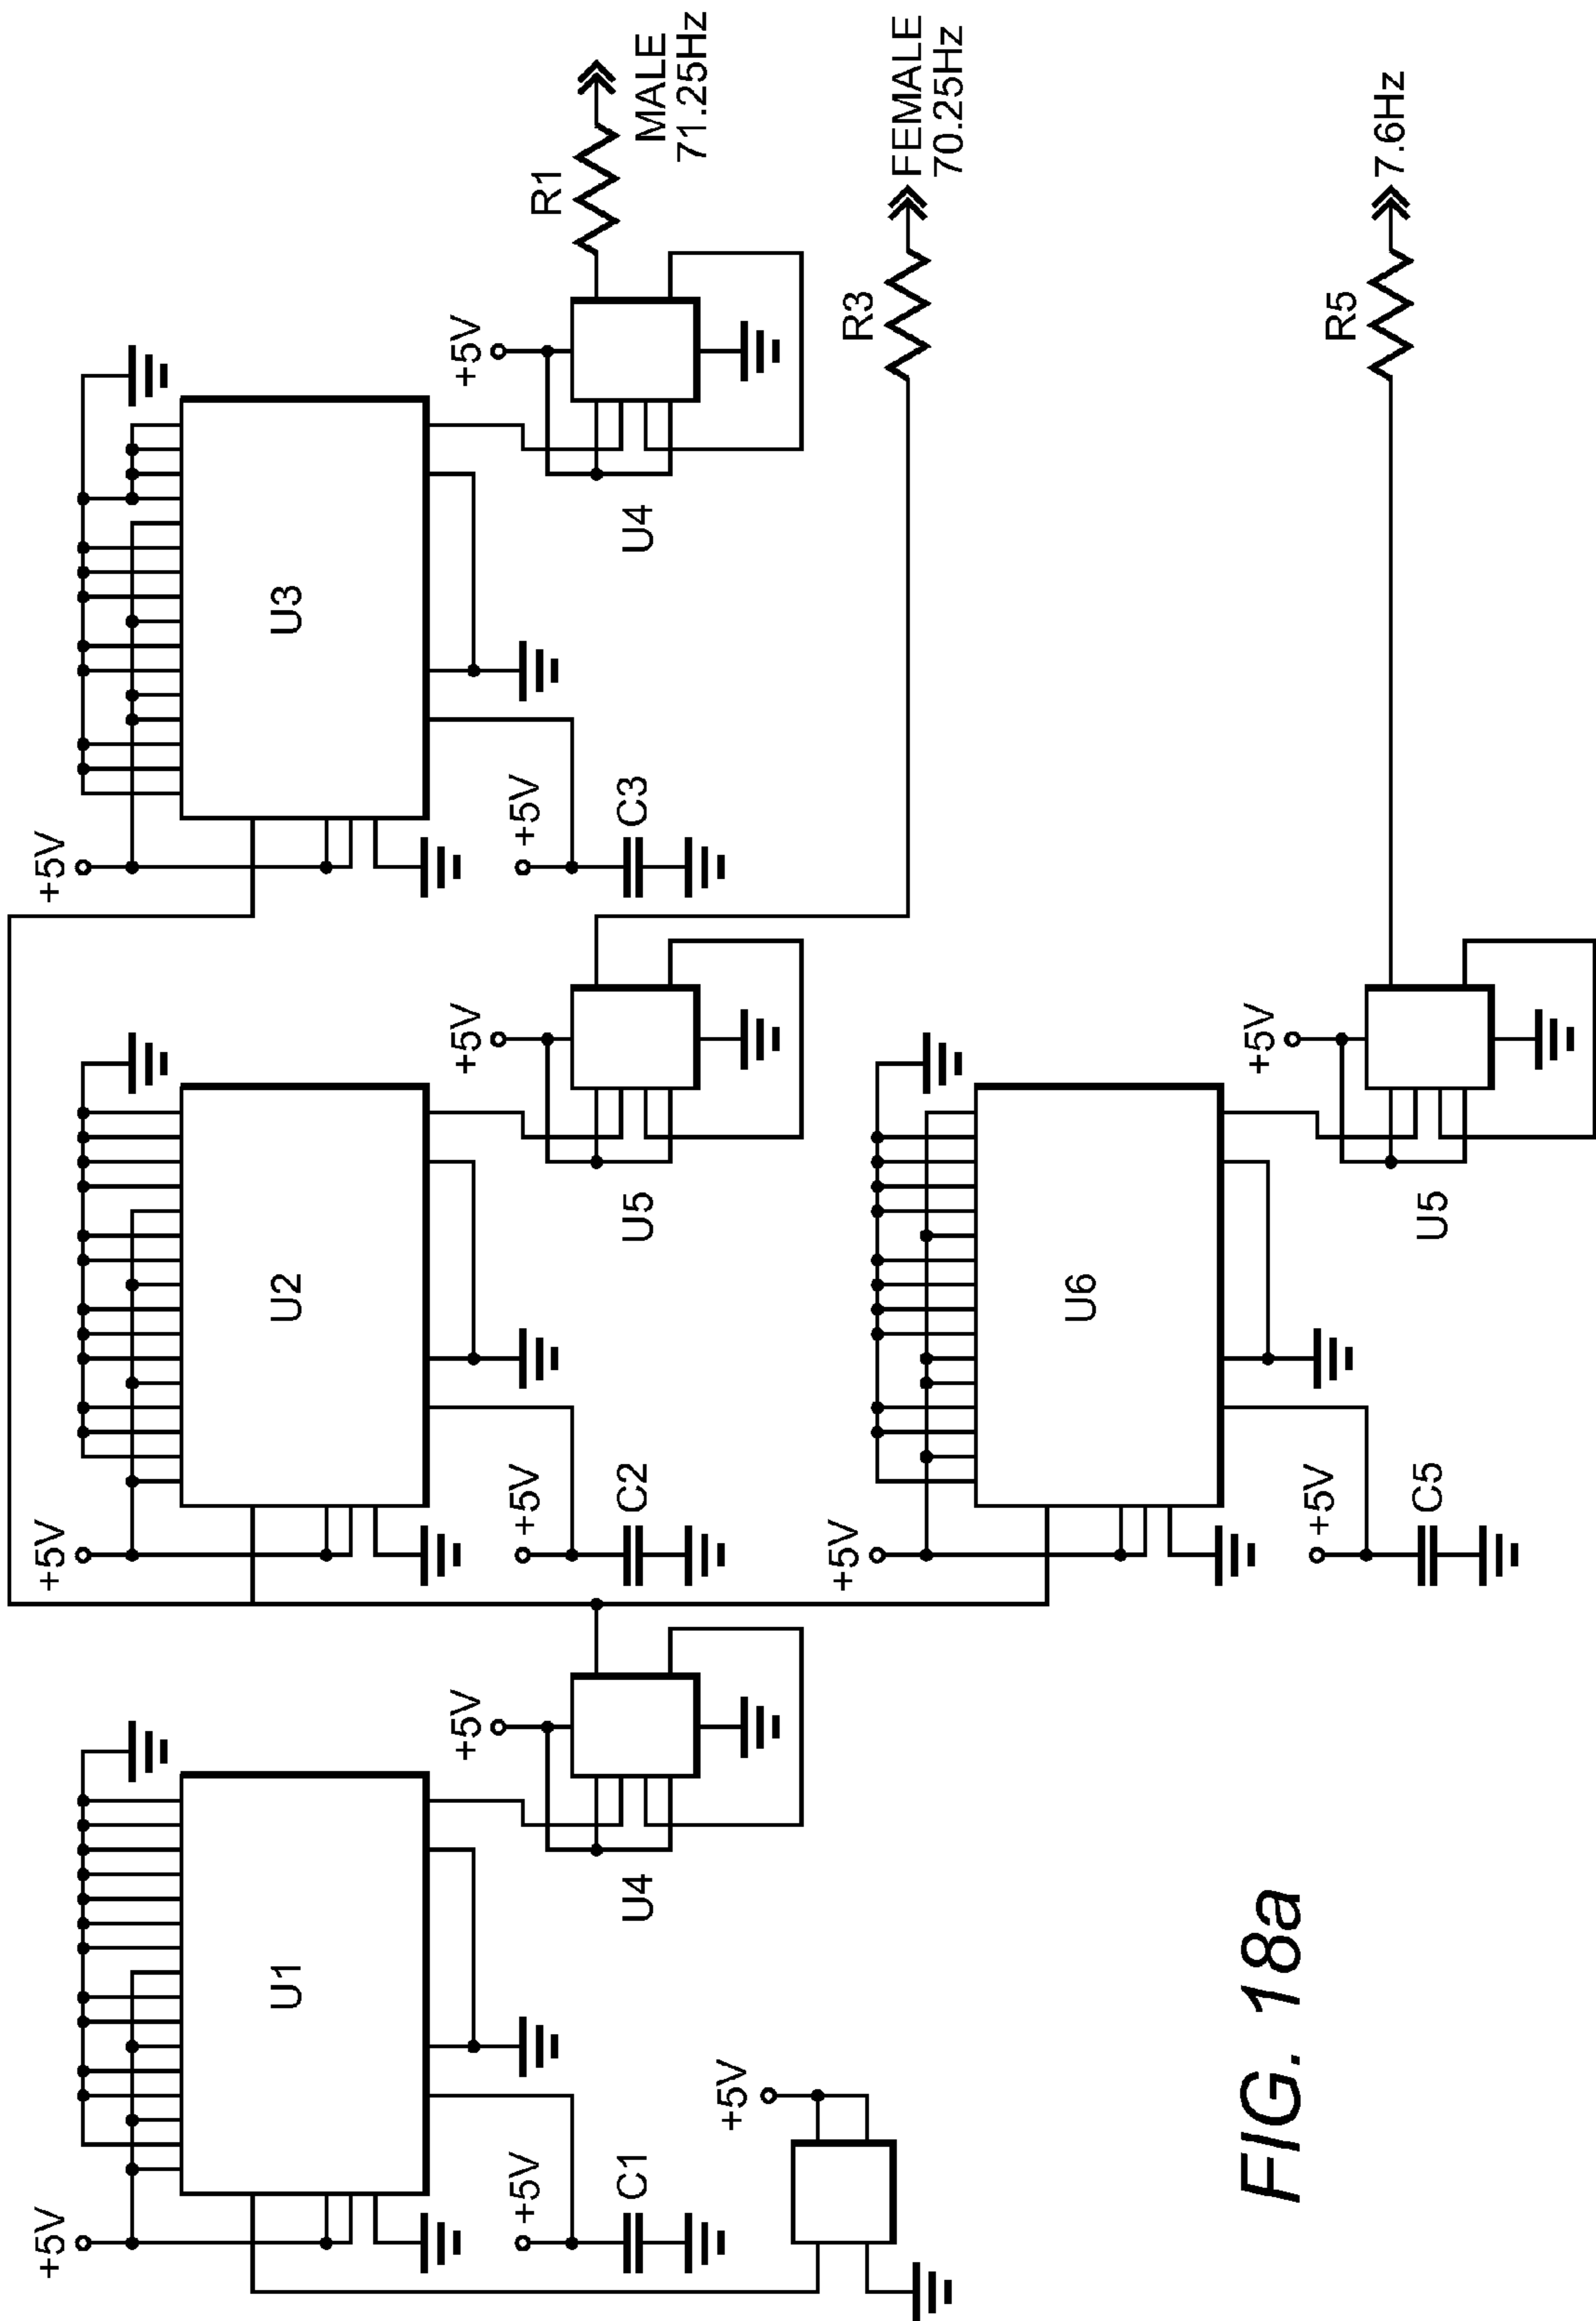 +5V
U1
+5V
C1
+5V
U4
+5V
+5V
U2
+5V
C2
+5V
U5
+5V
U3
+5V
C3
+5V
U4
R1
MALE
71.25Hz
R3
FEMALE
70.25Hz
+5V
U6
+5V
C5
+5V
U5
R5
7.6Hz
FIG. 18a